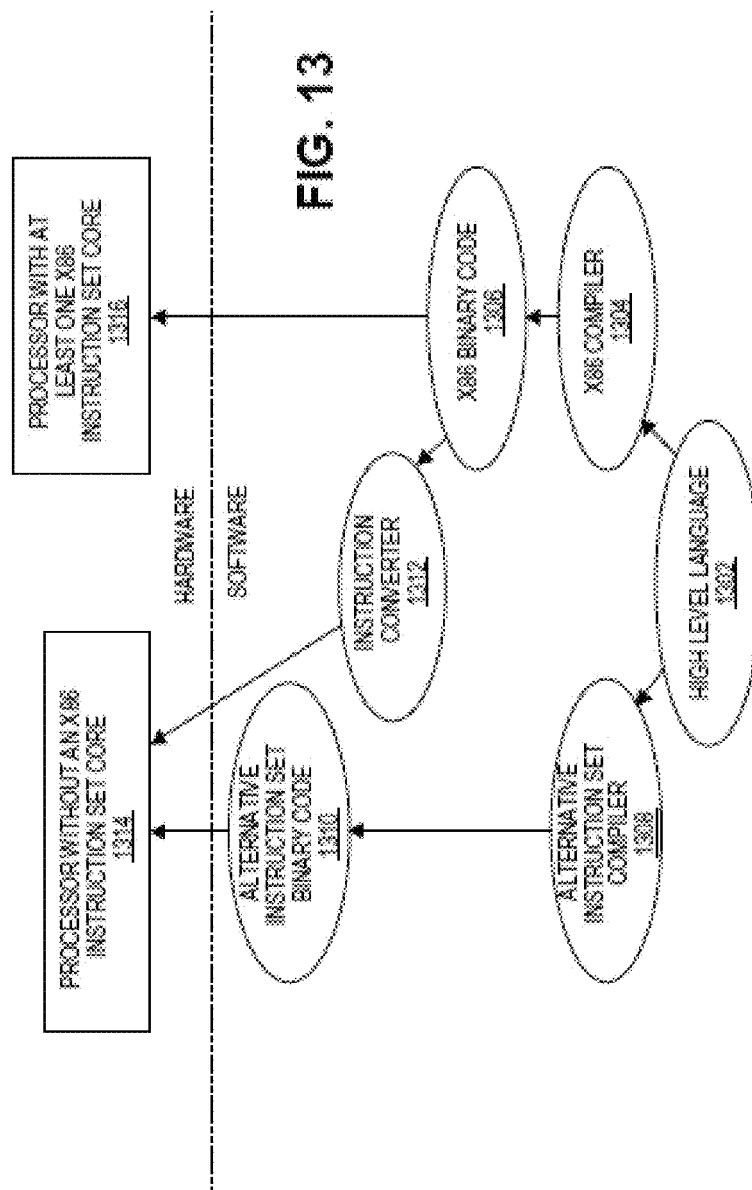 PROCESSOR WITHOUT AN X86
INSTRUCTION SET CORE
1314
PROCESSOR WITH AT
LEAST ONE X86
INSTRUCTION SET CORE
1316
HARDWARE
SOFTWARE
ALTERNATIVE
INSTRUCTION SET
BINARY CODE
1310
INSTRUCTION
CONVERTER
1312
X86 BINARY CODE
1306
ALTERNATIVE
INSTRUCTION SET
COMPILER
1308
X86 COMPILER
1304
HIGH LEVEL LANGUAGE
1302
FIG. 13